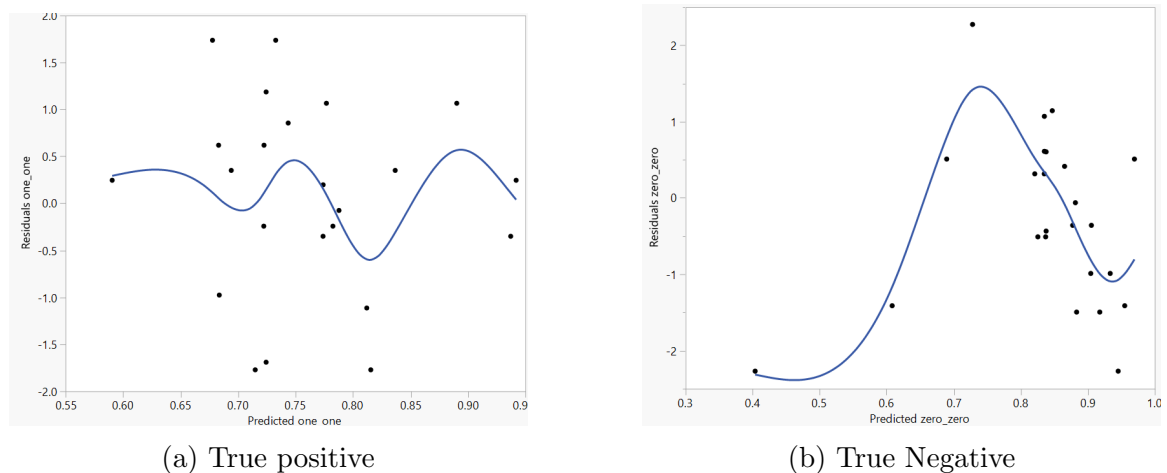 2.0
1.5
1.0
0.5
0.0
-0.5
-1.0
-1.5
-2.0
Residuals one_one
0.55 0.60 0.65 0.70 0.75 0.80 0.85 0.90 0.9
Predicted one_one
(a) True positive
2
1
0
-1
-2
Residuals zero_zero
0.3 0.4 0.5 0.6 0.7 0.8 0.9 1.0
Predicted zero_zero
(b) True Negative